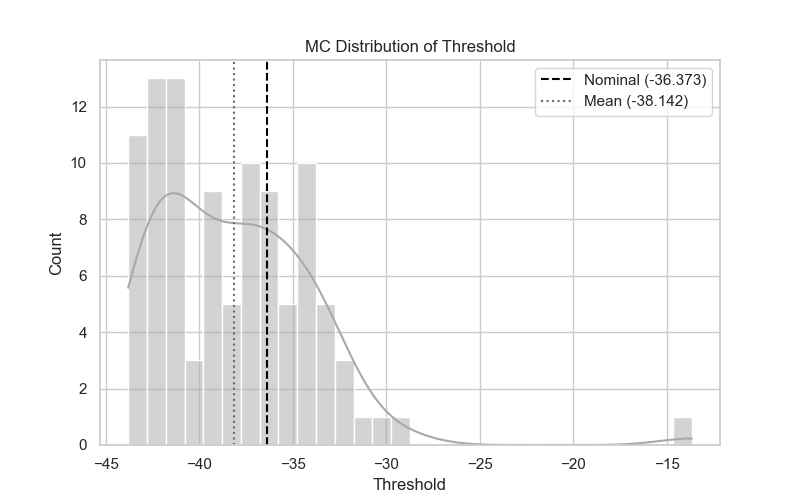 MC Distribution of Threshold
Nominal (-36.373)
Mean (-38.142)
Count
12
10
8
6
4
2
0
−45
−40
−35
−30
−25
−20
−15
Threshold